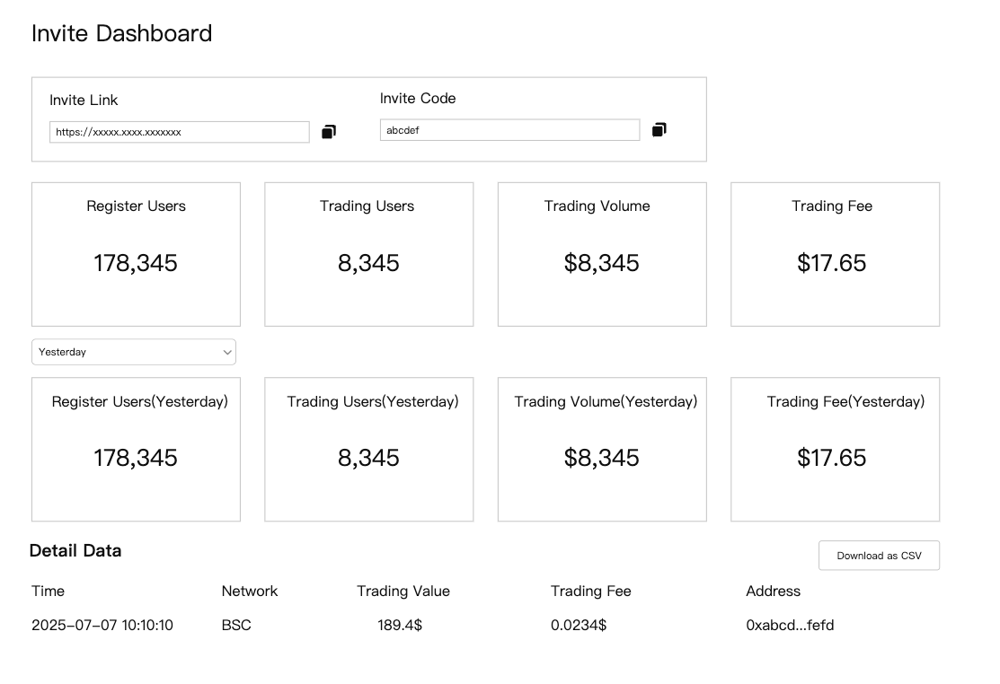 Invite Dashboard
Invite Link
https://xxxxx.xxxx.xxxxxxx
Invite Code
abcdef
Register Users
178,345
Trading Users
8,345
Trading Volume
$8,345
Trading Fee
$17.65
Yesterday
Register Users(Yesterday)
178,345
Trading Users(Yesterday)
8,345
Trading Volume(Yesterday)
$8,345
Trading Fee(Yesterday)
$17.65
Detail Data
Download as CSV
Time Network Trading Value Trading Fee Address
2025-07-07 10:10:10 BSC 189.4$ 0.0234$ 0xabcd...fefd